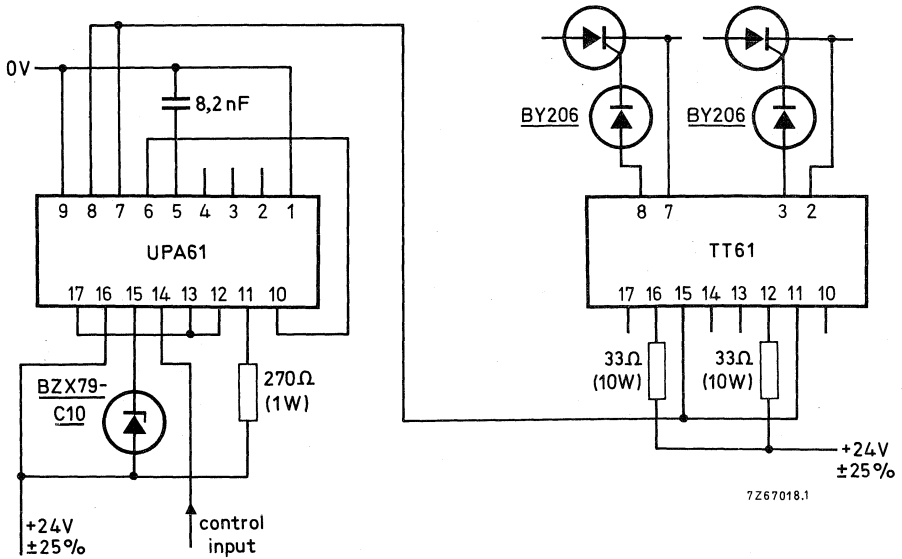 0V
8,2nF
BY206
BY206
9 8 7 6 5 4 3 2 1
8 7 3 2
UPA61
TT61
17 16 15 14 13 12 11 10
17 16 15 14 13 12 11 10
BZX79-
C10
270Ω
(1W)
33Ω
(10W)
33Ω
(10W)
+24V
±25%
7Z67018.1
+24V
±25%
control
input